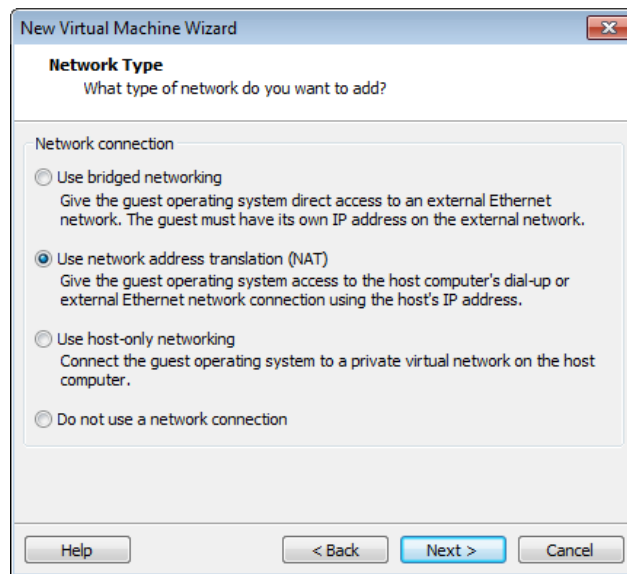 New Virtual Machine Wizard
Network Type
What type of network do you want to add?
Network connection
Use bridged networking
Give the guest operating system direct access to an external Ethernet
network. The guest must have its own IP address on the external network.
Use network address translation (NAT)
Give the guest operating system access to the host computer's dial-up or
external Ethernet network connection using the host's IP address.
Use host-only networking
Connect the guest operating system to a private virtual network on the host
computer.
Do not use a network connection
Help
< Back
Next >
Cancel